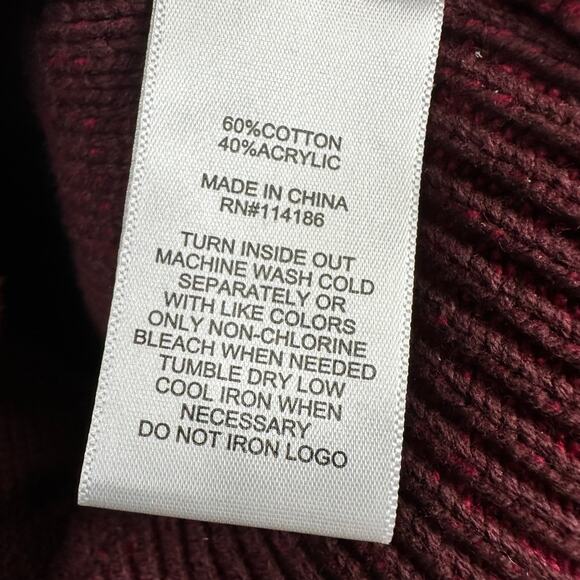 60%COTTON
40%ACRYLIC
MADE IN CHINA
RN#114186
TURN INSIDE OUT
MACHINE WASH COLD
SEPARATELY OR
WITH LIKE COLORS
ONLY NON-CHLORINE
BLEACH WHEN NEEDED
TUMBLE DRY LOW
COOL IRON WHEN
NECESSARY
DO NOT IRON LOGO